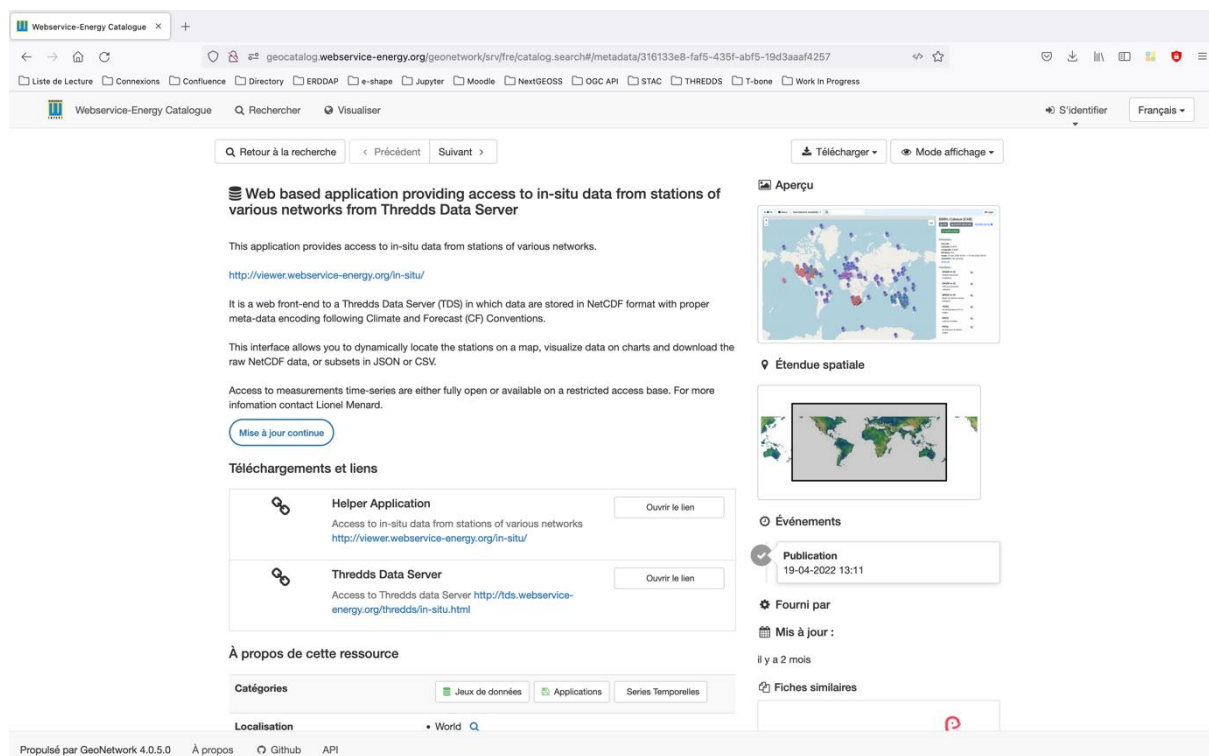 Webservice-Energy Catalogue
geocatalog.webservice-energy.org/geonetwork/srv/fre/catalog.search#/metadata/316133e8-faf5-435f-abf5-19d3aaaf4257
Liste de Lecture Connexions Confluence Directory ERDDAP e-shape Jupyter Moodle NextGEOSS OGC API STAC THREDDS T-bone Work In Progress
Webservice-Energy Catalogue Rechercher Visualiser S'identifier Français
Retour à la recherche < Précédent Suivant > Télécharger Mode affichage
Web based application providing access to in-situ data from stations of
various networks from Thredds Data Server
This application provides access to in-situ data from stations of various networks.
http://viewer.webservice-energy.org/in-situ/
It is a web front-end to a Thredds Data Server (TDS) in which data are stored in NetCDF format with proper
meta-data encoding following Climate and Forecast (CF) Conventions.
This interface allows you to dynamically locate the stations on a map, visualize data on charts and download the
raw NetCDF data, or subsets in JSON or CSV.
Access to measurements time-series are either fully open or available on a restricted access base. For more
infomation contact Lionel Menard.
Mise à jour continue
Téléchargements et liens
Helper Application
Ouvrir le lien
Access to in-situ data from stations of various networks
http://viewer.webservice-energy.org/in-situ/
Thredds Data Server
Ouvrir le lien
Access to Thredds data Server http://tds.webservice-
energy.org/thredds/in-situ.html
À propos de cette ressource
Catégories Jeux de données Applications Series Temporelles
Localisation • World
Aperçu
Étendue spatiale
Événements
Publication
19-04-2022 13:11
Fourni par
Mis à jour :
il y a 2 mois
Fiches similaires
Propulsé par GeoNetwork 4.0.5.0 À propos Github API